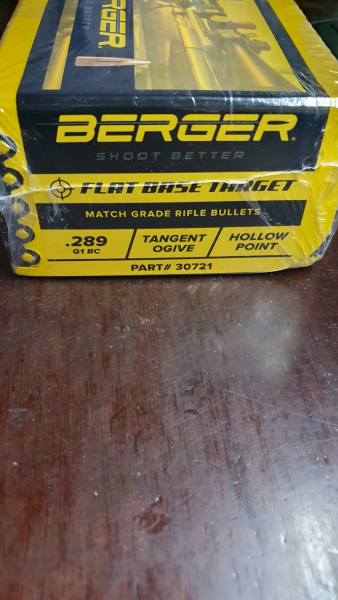 BERGER
BERGER
SHOOT BETTER
FLAT BASE TARGET
MATCH GRADE RIFLE BULLETS
.289
G1 BC
TANGENT
OGIVE
HOLLOW
POINT
PART# 30721